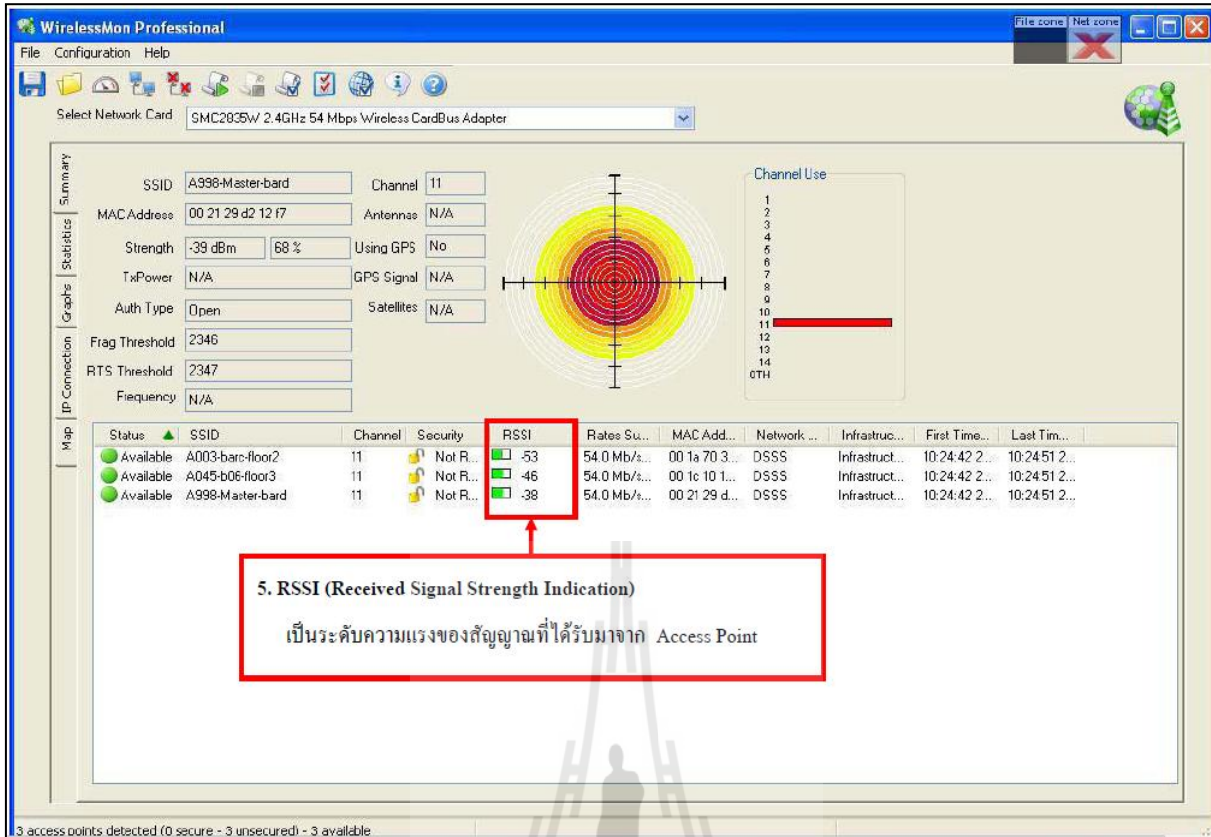 WirelessMon Professional
File zone Net zone
File Configuration Help
Select Network Card SMC2835W 2.4GHz 54 Mbps Wireless CardBus Adapter
Summary
Statistics
Graphs
IP Connection
Map
SSID A998-Master-bard Channel 11
MAC Address 00 21 29 d2 12 f7 Antennas N/A
Strength -39 dBm 68 % Using GPS No
TxPower N/A GPS Signal N/A
Auth Type Open Satellites N/A
Frag Threshold 2346
RTS Threshold 2347
Frequency N/A
Channel Use
1
2
3
4
5
6
7
8
9
10
11
12
13
14
OTH
Status SSID Channel Security RSSI Rates Su... MAC Add... Network ... Infrastruc... First Time... Last Tim...
Available A003-barc-floor2 11 Not R... -53 54.0 Mb/s... 00 1a 70 3... DSSS Infrastruct... 10:24:42 2... 10:24:51 2...
Available A045-b06-floor3 11 Not R... -46 54.0 Mb/s... 00 1c 10 1... DSSS Infrastruct... 10:24:42 2... 10:24:51 2...
Available A998-Master-bard 11 Not R... -38 54.0 Mb/s... 00 21 29 d... DSSS Infrastruct... 10:24:42 2... 10:24:51 2...
5. RSSI (Received Signal Strength Indication)
เป็นระดับความแรงของสัญญาณที่ได้รับมาจาก Access Point
3 access points detected (0 secure - 3 unsecured) - 3 available